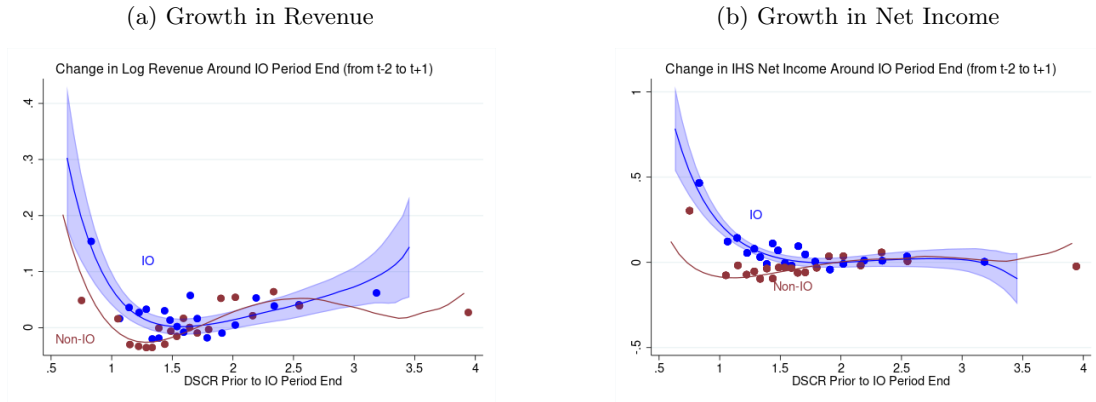 (a) Growth in Revenue
Change in Log Revenue Around IO Period End (from t-2 to t+1)
.4
.3
.2
.1
0
IO
Non-IO
.5 1 1.5 2 2.5 3 3.5 4
DSCR Prior to IO Period End
(b) Growth in Net Income
Change in IHS Net Income Around IO Period End (from t-2 to t+1)
1
.5
0
-.5
IO
Non-IO
.5 1 1.5 2 2.5 3 3.5 4
DSCR Prior to IO Period End